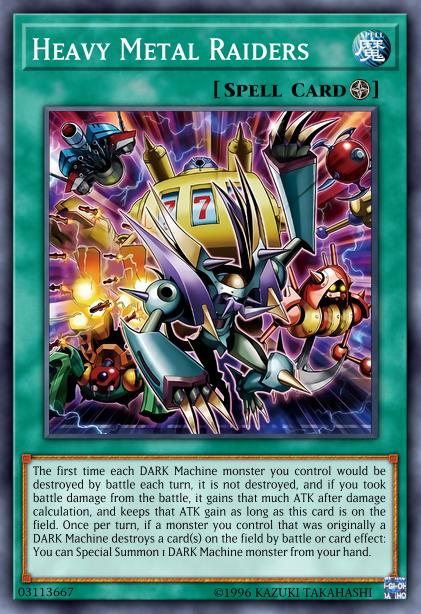 HEAVY METAL RAIDERS
SPELL
魔
[SPELL CARD]
7 7
The first time each DARK Machine monster you control would be
destroyed by battle each turn, it is not destroyed, and if you took
battle damage from the battle, it gains that much ATK after damage
calculation, and keeps that ATK gain as long as this card is on the
field. Once per turn, if a monster you control that was originally a
DARK Machine destroys a card(s) on the field by battle or card effect:
You can Special Summon 1 DARK Machine monster from your hand.
03113667
©1996 KAZUKI TAKAHASHI